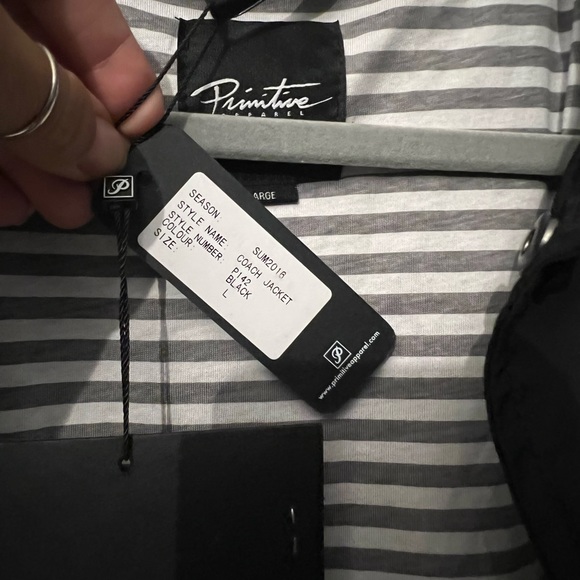 Primitive
APPAREL
LARGE
SEASON: SUM2016
STYLE NAME: COACH JACKET
STYLE NUMBER: P142
COLOUR: BLACK
SIZE: L
P
www.primitiveapparel.com